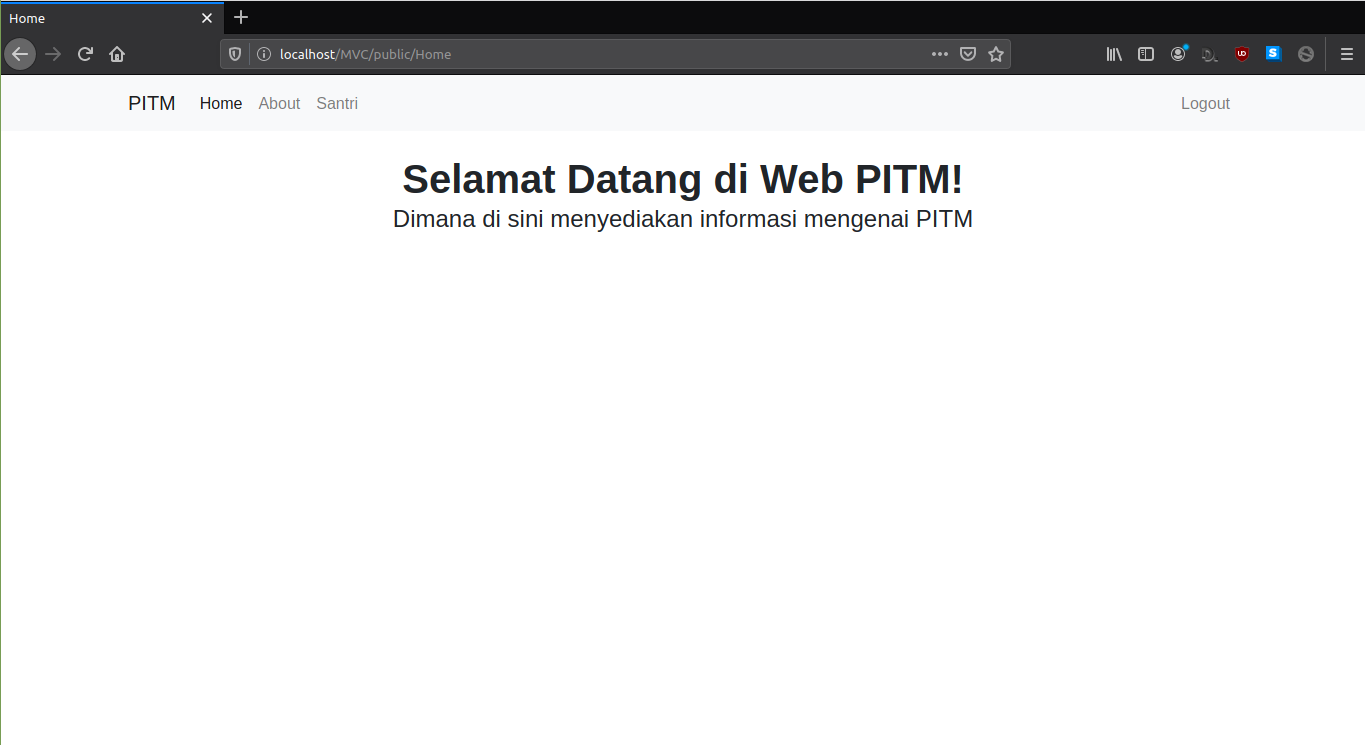 Home
localhost/MVC/public/Home
PITM Home About Santri Logout
Selamat Datang di Web PITM!
Dimana di sini menyediakan informasi mengenai PITM